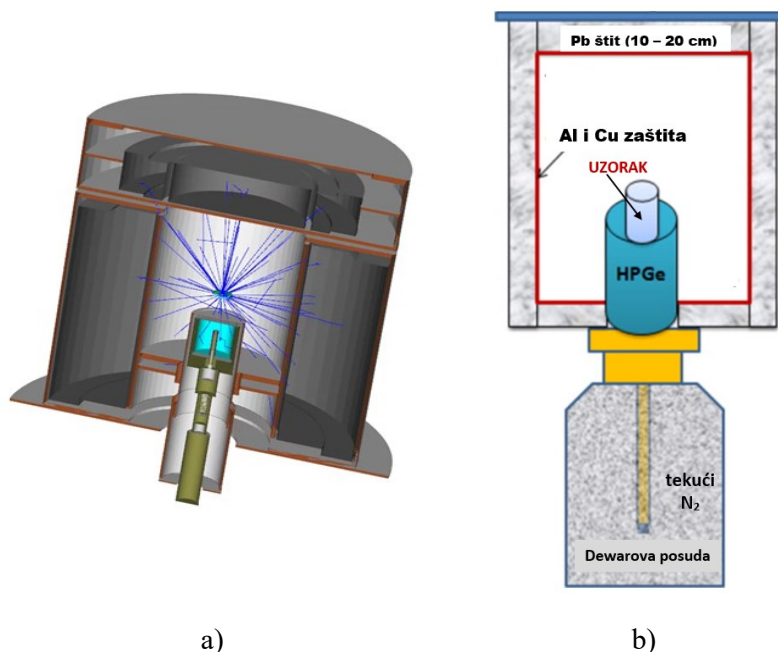 Pb štit (10 – 20 cm)
Al i Cu zaštita
UZORAK
HPGe
tekući
N₂
Dewarova posuda
a)
b)